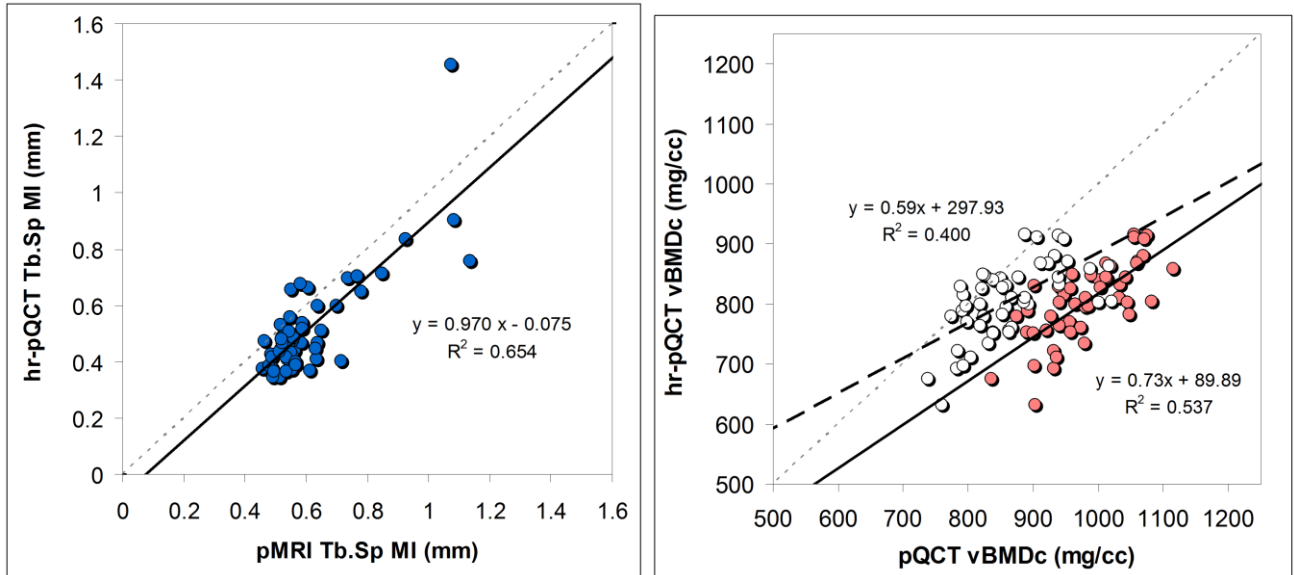 1.6
1.4
1.2
1
0.8
0.6
0.4
0.2
0
hr-pQCT Tb.Sp MI (mm)
y = 0.970 x - 0.075
R² = 0.654
0 0.2 0.4 0.6 0.8 1 1.2 1.4 1.6
pMRI Tb.Sp MI (mm)
1200
1100
1000
900
800
700
600
500
hr-pQCT vBMDc (mg/cc)
y = 0.59x + 297.93
R² = 0.400
y = 0.73x + 89.89
R² = 0.537
500 600 700 800 900 1000 1100 1200
pQCT vBMDc (mg/cc)